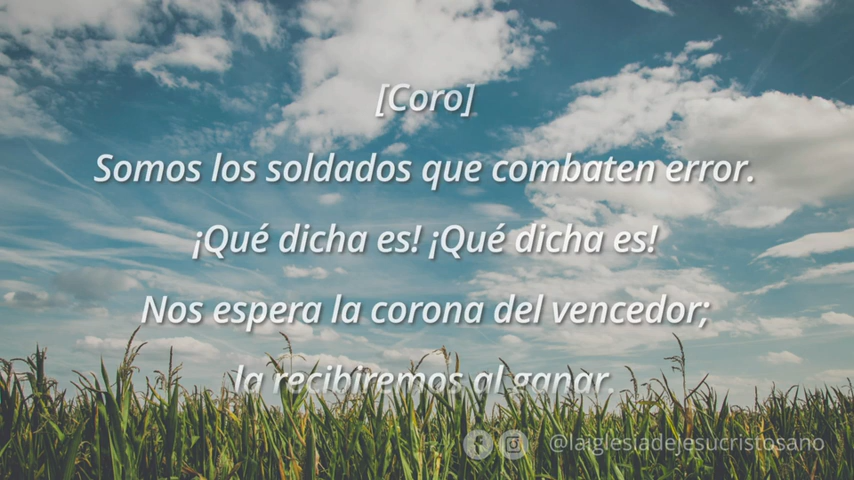 [Coro]
Somos los soldados que combaten error.
¡Qué dicha es! ¡Qué dicha es!
Nos espera la corona del vencedor;
la recibiremos al ganar.
@laiglesiadejesucristosano